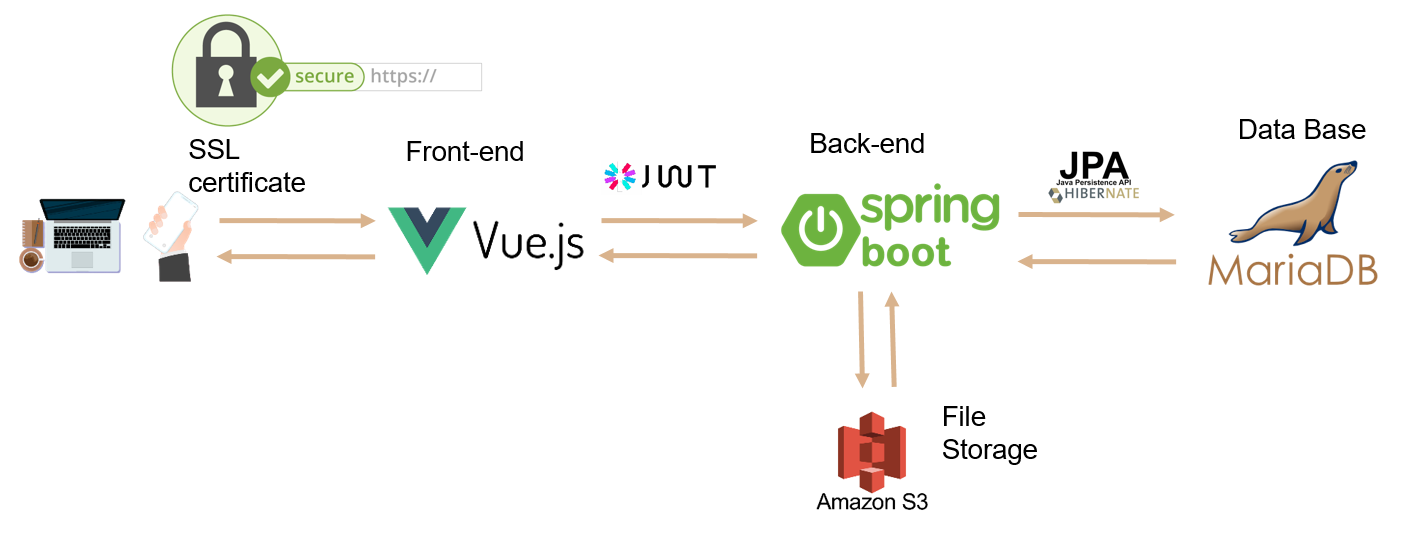 secure https://
SSL
certificate
Front-end
JWT
Back-end
JPA
Java Persistence API
HIBERNATE
Data Base
Vue.js
spring
boot
MariaDB
File
Storage
Amazon S3